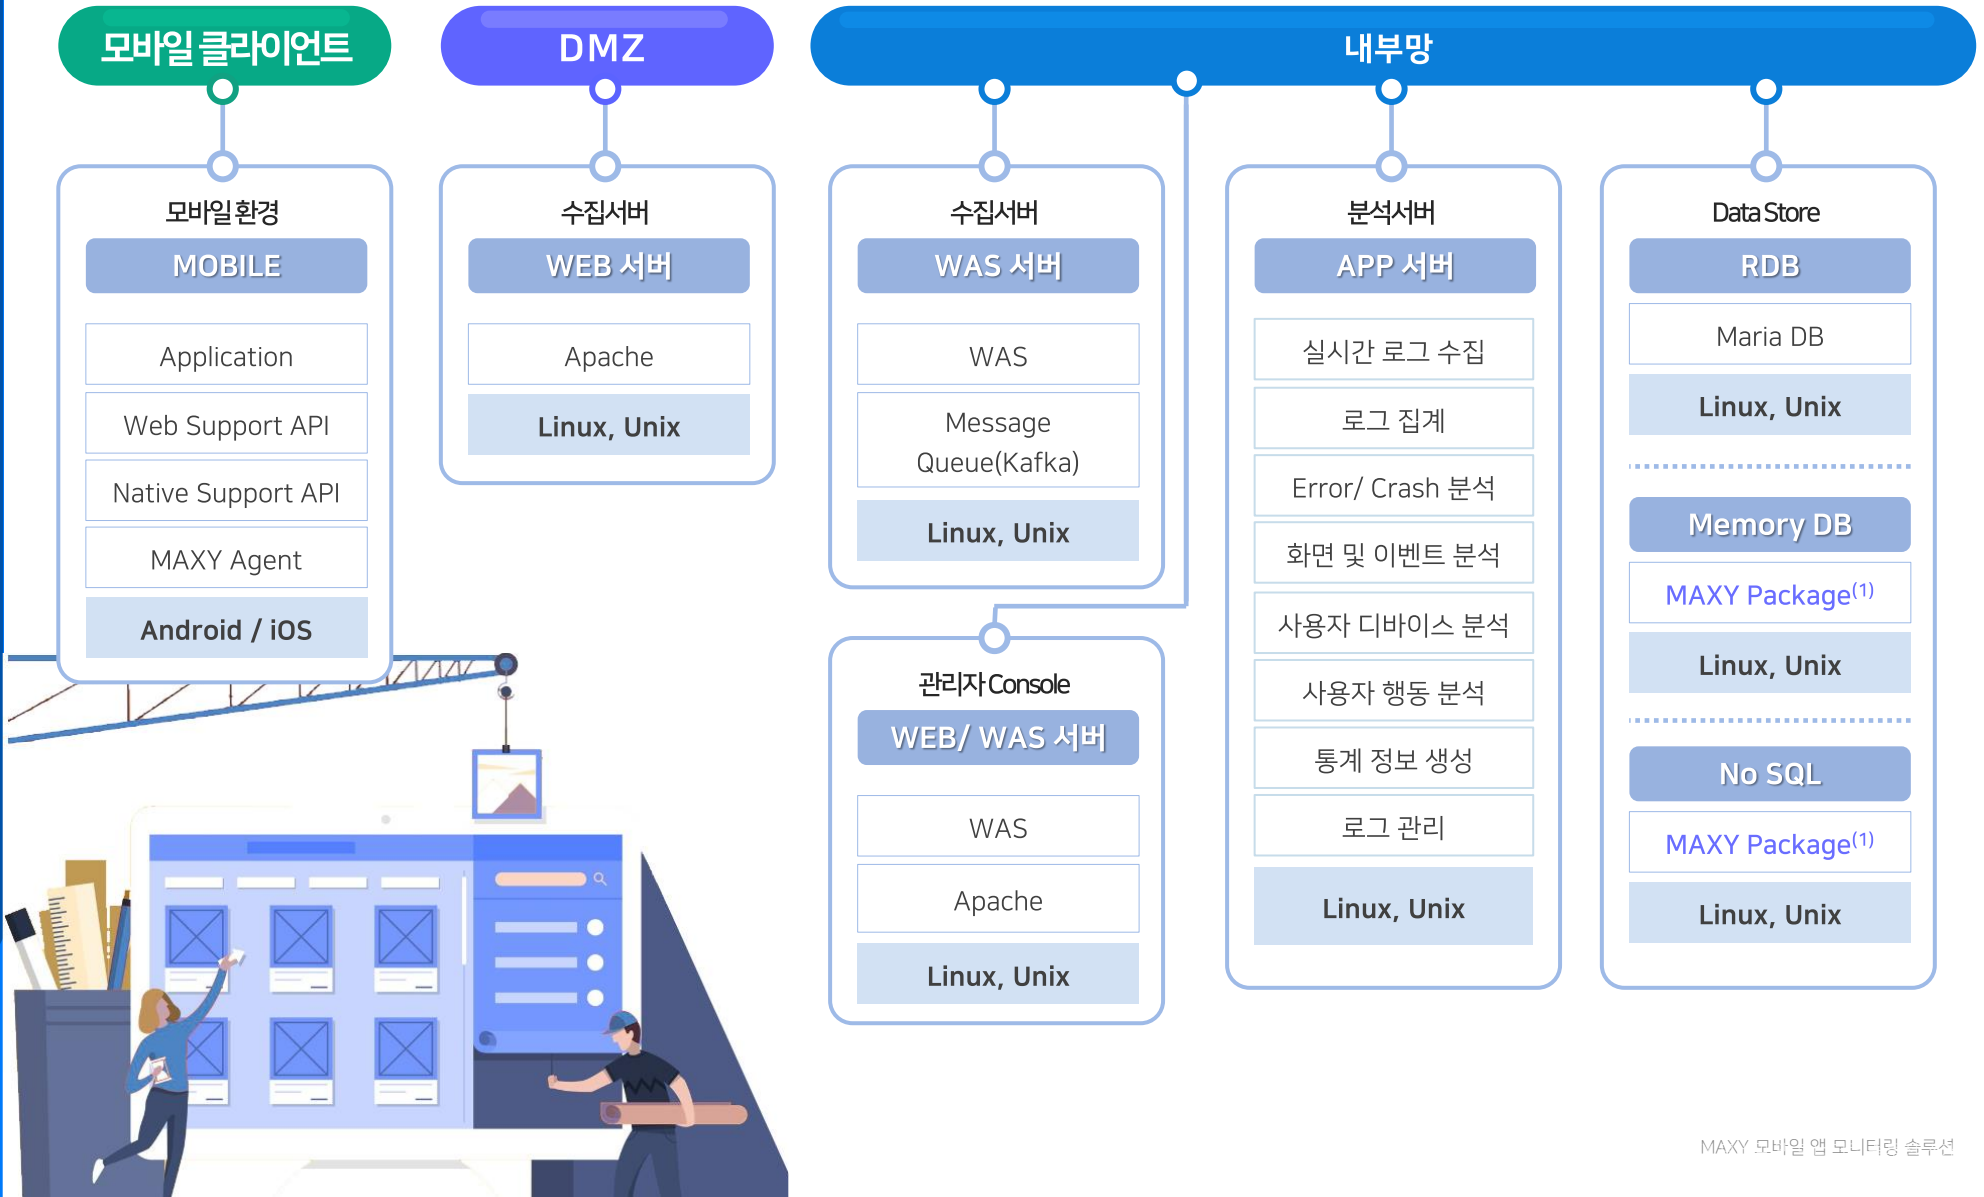 모바일 클라이언트
DMZ
내부망
모바일 환경
MOBILE
Application
Web Support API
Native Support API
MAXY Agent
Android / iOS
수집서버
WEB 서버
Apache
Linux, Unix
수집서버
WAS 서버
WAS
Message
Queue(Kafka)
Linux, Unix
관리자 Console
WEB/ WAS 서버
WAS
Apache
Linux, Unix
분석서버
APP 서버
실시간 로그 수집
로그 집계
Error/ Crash 분석
화면 및 이벤트 분석
사용자 디바이스 분석
사용자 행동 분석
통계 정보 생성
로그 관리
Linux, Unix
Data Store
RDB
Maria DB
Linux, Unix
Memory DB
MAXY Package⁽¹⁾
Linux, Unix
No SQL
MAXY Package⁽¹⁾
Linux, Unix
MAXY 모바일 앱 모니터링 솔루션